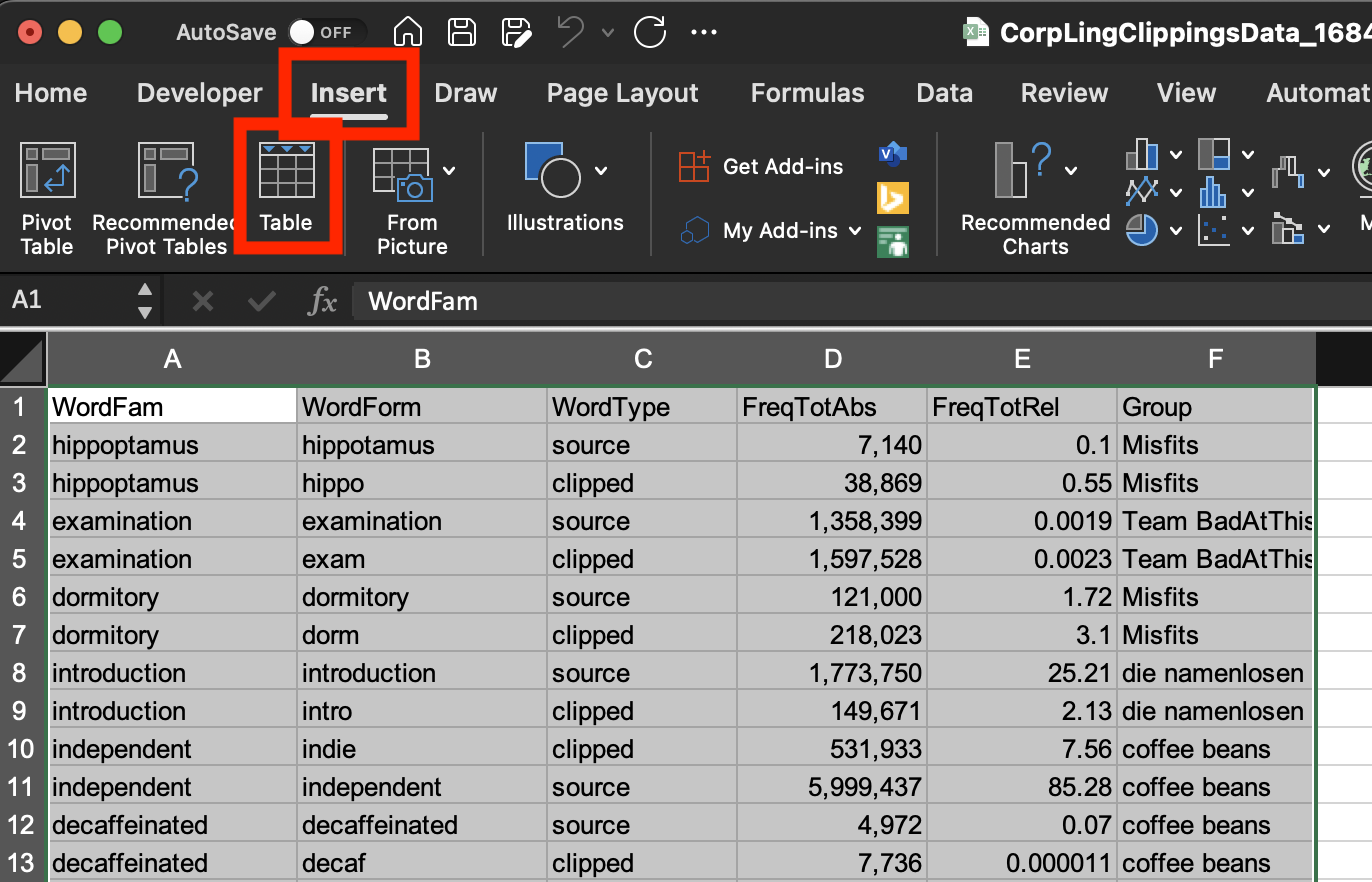 AutoSave OFF CorpLingClippingsData_1684
Home Developer Insert Draw Page Layout Formulas Data Review View Automat
Pivot Table
Recommended Pivot Tables
Table
From Picture
Illustrations
Get Add-ins
My Add-ins
Recommended Charts
M
A1 fx WordFam
A B C D E F
1 WordFam WordForm WordType FreqTotAbs FreqTotRel Group
2 hippoptamus hippotamus source 7,140 0.1 Misfits
3 hippoptamus hippo clipped 38,869 0.55 Misfits
4 examination examination source 1,358,399 0.0019 Team BadAtThis
5 examination exam clipped 1,597,528 0.0023 Team BadAtThis
6 dormitory dormitory source 121,000 1.72 Misfits
7 dormitory dorm clipped 218,023 3.1 Misfits
8 introduction introduction source 1,773,750 25.21 die namenlosen
9 introduction intro clipped 149,671 2.13 die namenlosen
10 independent indie clipped 531,933 7.56 coffee beans
11 independent independent source 5,999,437 85.28 coffee beans
12 decaffeinated decaffeinated source 4,972 0.07 coffee beans
13 decaffeinated decaf clipped 7,736 0.000011 coffee beans